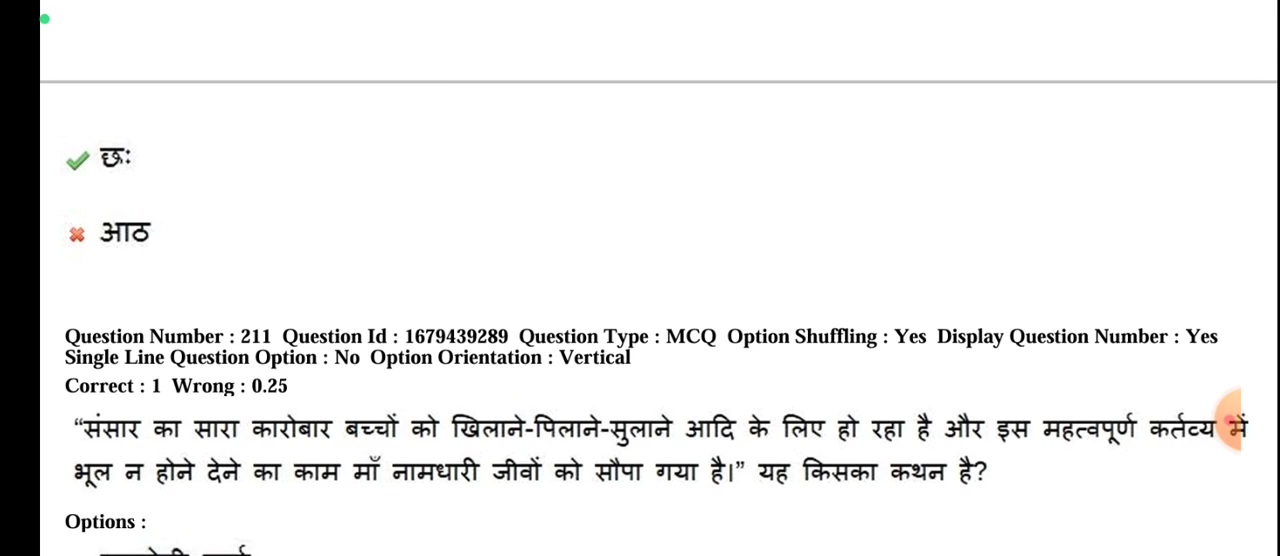 छः
आठ
Question Number : 211 Question Id : 1679439289 Question Type : MCQ Option Shuffling : Yes Display Question Number : Yes
Single Line Question Option : No Option Orientation : Vertical
Correct : 1 Wrong : 0.25
“संसार का सारा कारोबार बच्चों को खिलाने-पिलाने-सुलाने आदि के लिए हो रहा है और इस महत्वपूर्ण कर्तव्य में
भूल न होने देने का काम माँ नामधारी जीवों को सौपा गया है।” यह किसका कथन है?
Options :